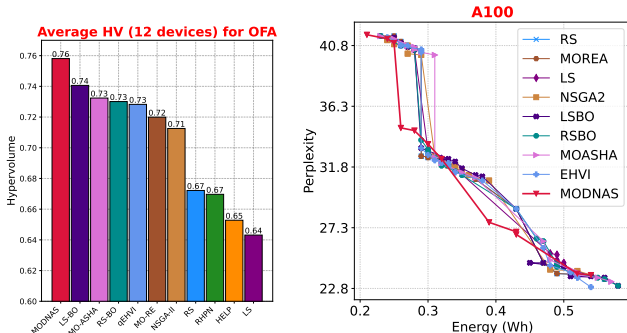 Average HV (12 devices) for OFA
Hypervolume
0.76
0.74
0.72
0.70
0.68
0.66
0.64
0.62
0.60
0.76
0.74
0.73
0.73
0.73
0.72
0.71
0.67
0.67
0.65
0.64
MODNAS
LS-BO
MO-ASHA
RS-BO
qEHVI
MO-RE
NSGA-II
RS
RHPN
HELP
LS
A100
Perplexity
40.8
36.3
31.8
27.3
22.8
RS
MOREA
LS
NSGA2
LSBO
RSBO
MOASHA
EHVI
MODNAS
0.2
0.3
0.4
0.5
Energy (Wh)